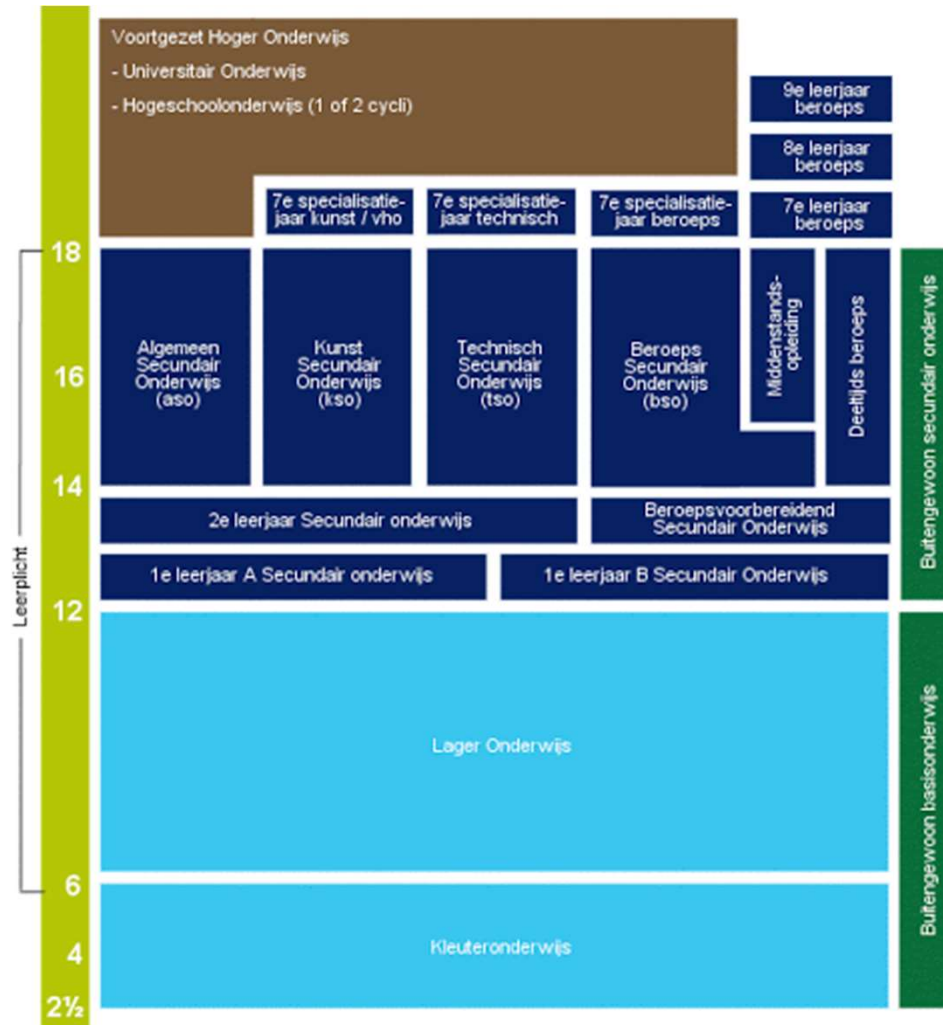 Voortgezet Hoger Onderwijs
- Universitair Onderwijs
- Hogeschoolonderwijs (1 of 2 cycli)
9e leerjaar
beroeps
8e leerjaar
beroeps
7e specialisatie-
jaar kunst / vho
7e specialisatie-
jaar technisch
7e specialisatie-
jaar beroeps
7e leerjaar
beroeps
18
Algemeen
Secundair
Onderwijs
(aso)
Kunst
Secundair
Onderwijs
(kso)
Technisch
Secundair
Onderwijs
(tso)
Beroeps
Secundair
Onderwijs
(bso)
Middenstands-
opleiding
Deeltijds beroeps
Buitengewoon secundair onderwijs
16
14
2e leerjaar Secundair onderwijs
Beroepsvoorbereidend
Secundair Onderwijs
1e leerjaar A Secundair onderwijs
1e leerjaar B Secundair Onderwijs
Leerplicht
12
Lager Onderwijs
Buitengewoon basisonderwijs
6
4
Kleuteronderwijs
2½